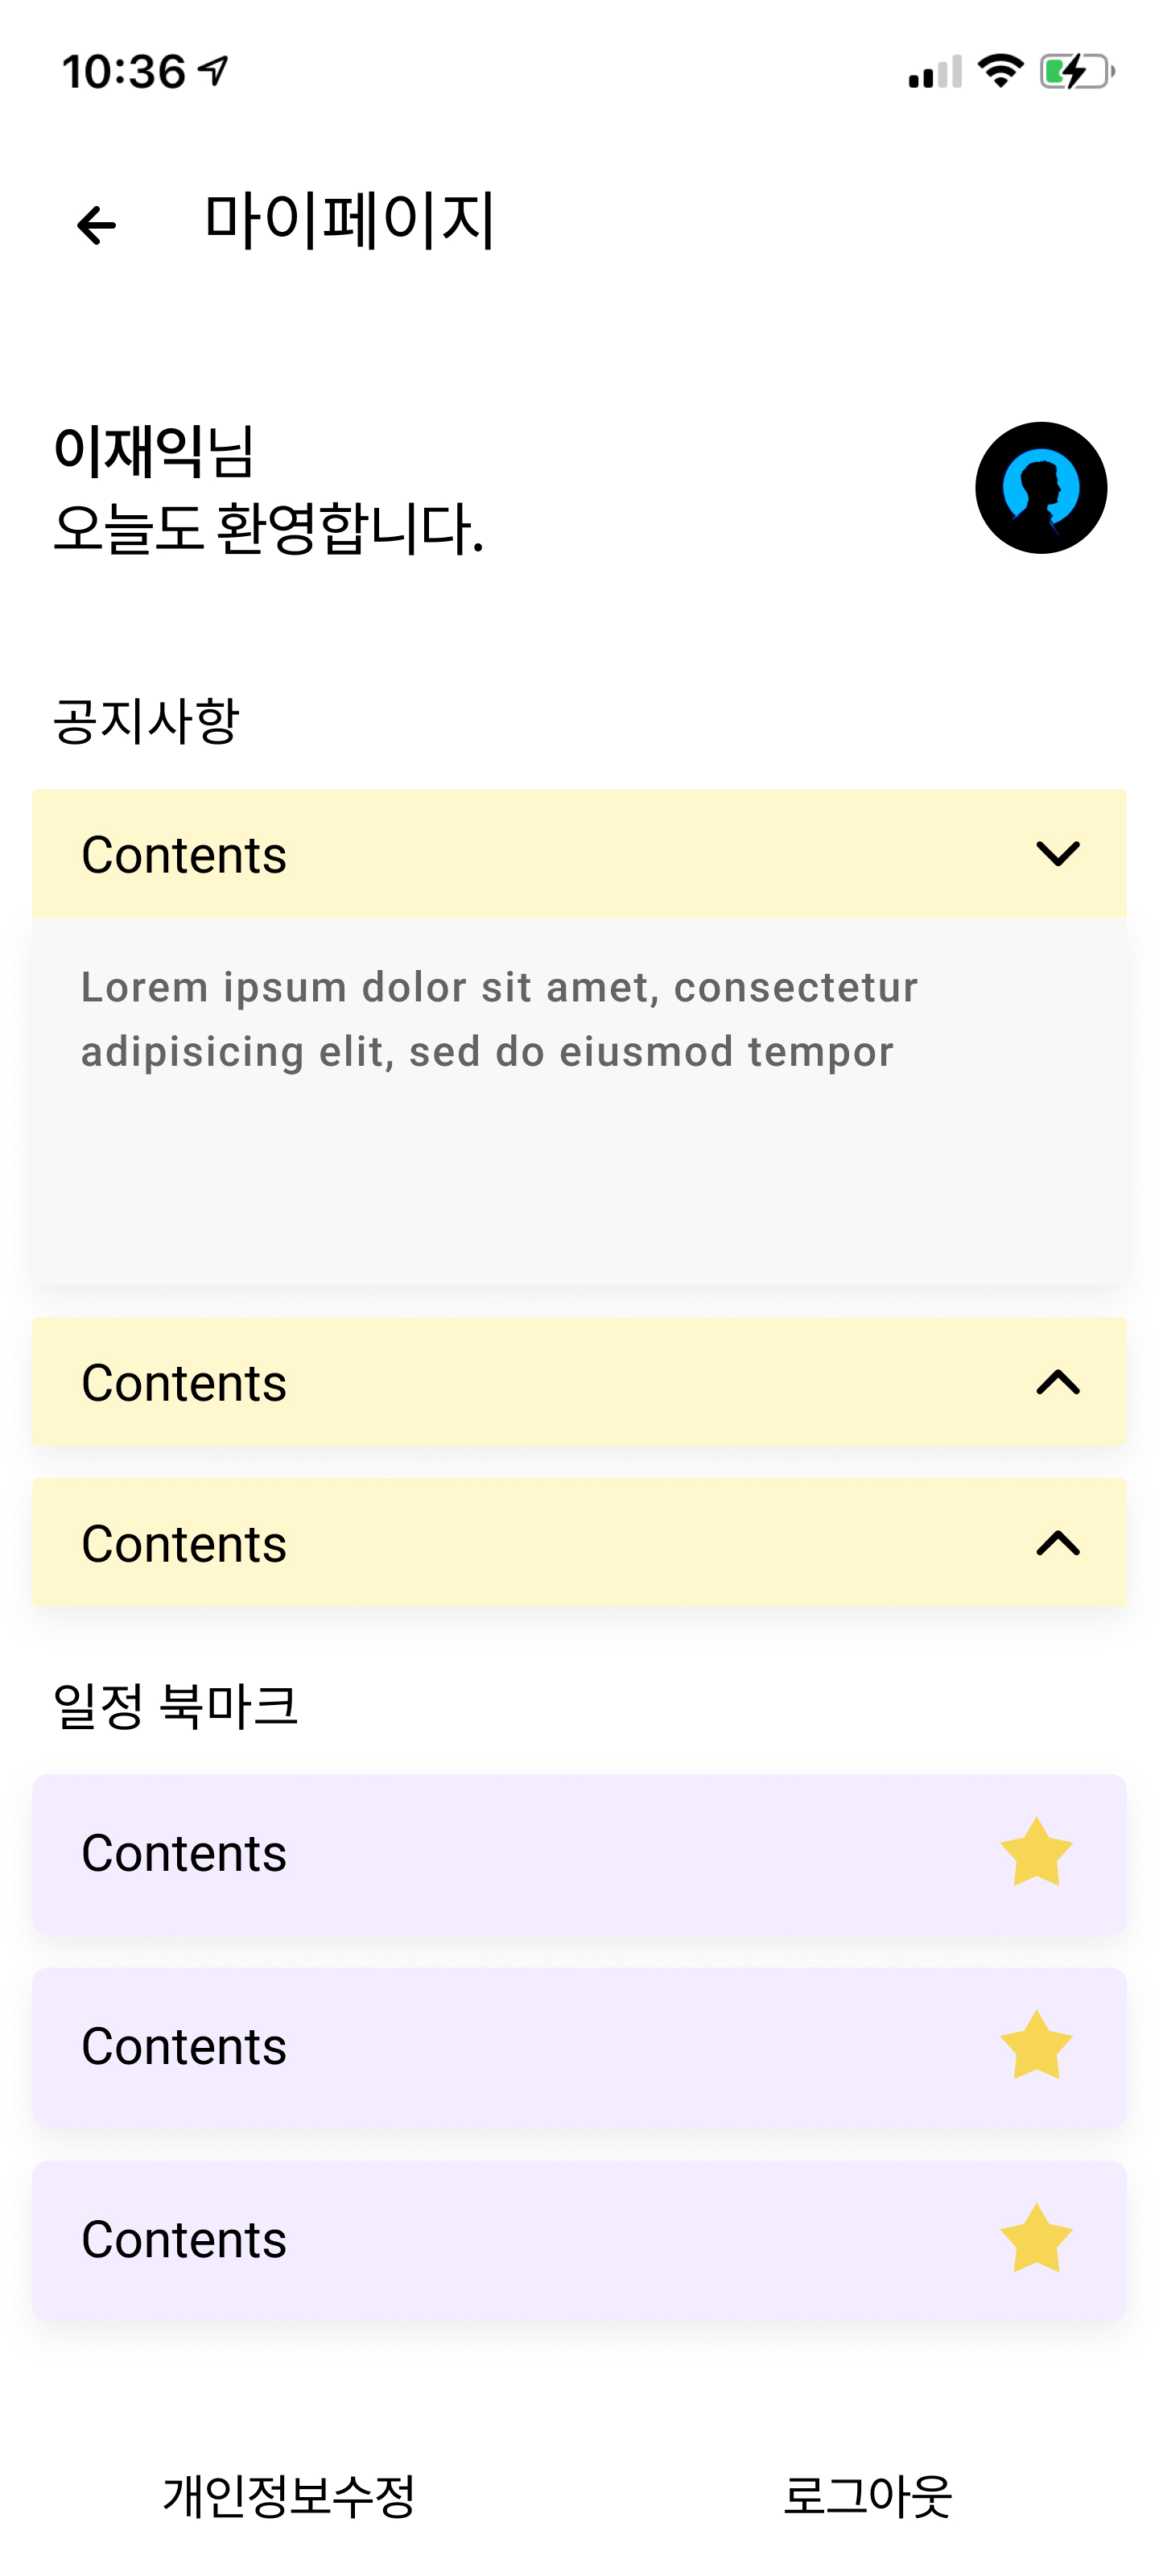 10:36
마이페이지
이재익님
오늘도 환영합니다.
공지사항
Contents
Lorem ipsum dolor sit amet, consectetur
adipisicing elit, sed do eiusmod tempor
Contents
Contents
일정 북마크
Contents
Contents
Contents
개인정보수정 로그아웃